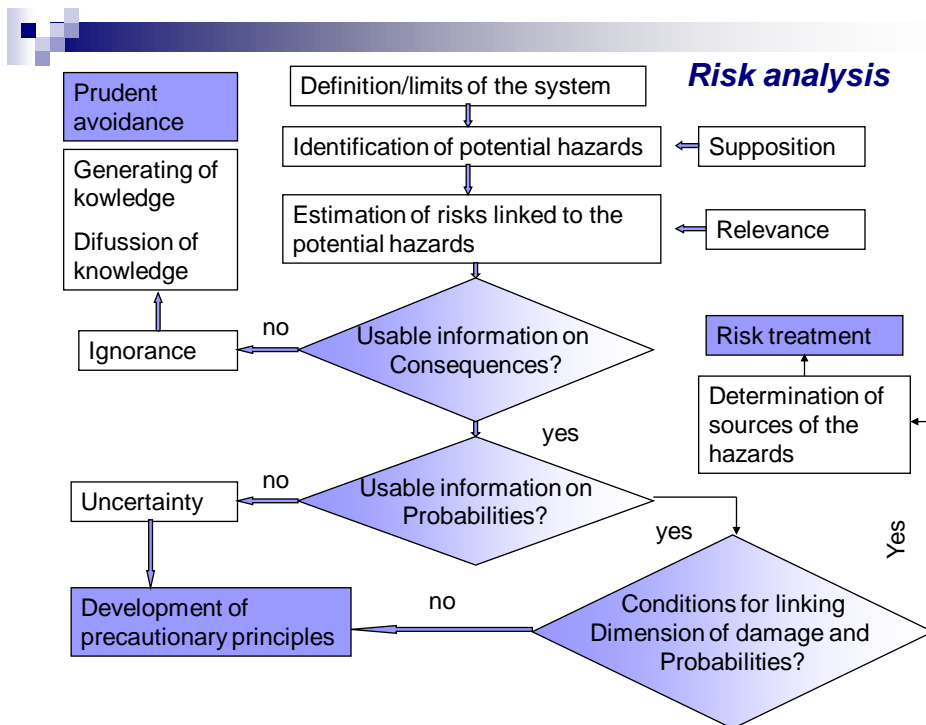 Risk analysis
Prudent
avoidance
Definition/limits of the system
Identification of potential hazards
Supposition
Generating of
kowledge
Difussion of
knowledge
Estimation of risks linked to the
potential hazards
Relevance
no
Ignorance
Usable information on
Consequences?
Risk treatment
Determination of
sources of the
hazards
yes
no
Uncertainty
Usable information on
Probabilities?
yes
Yes
Development of
precautionary principles
no
Conditions for linking
Dimension of damage and
Probabilities?